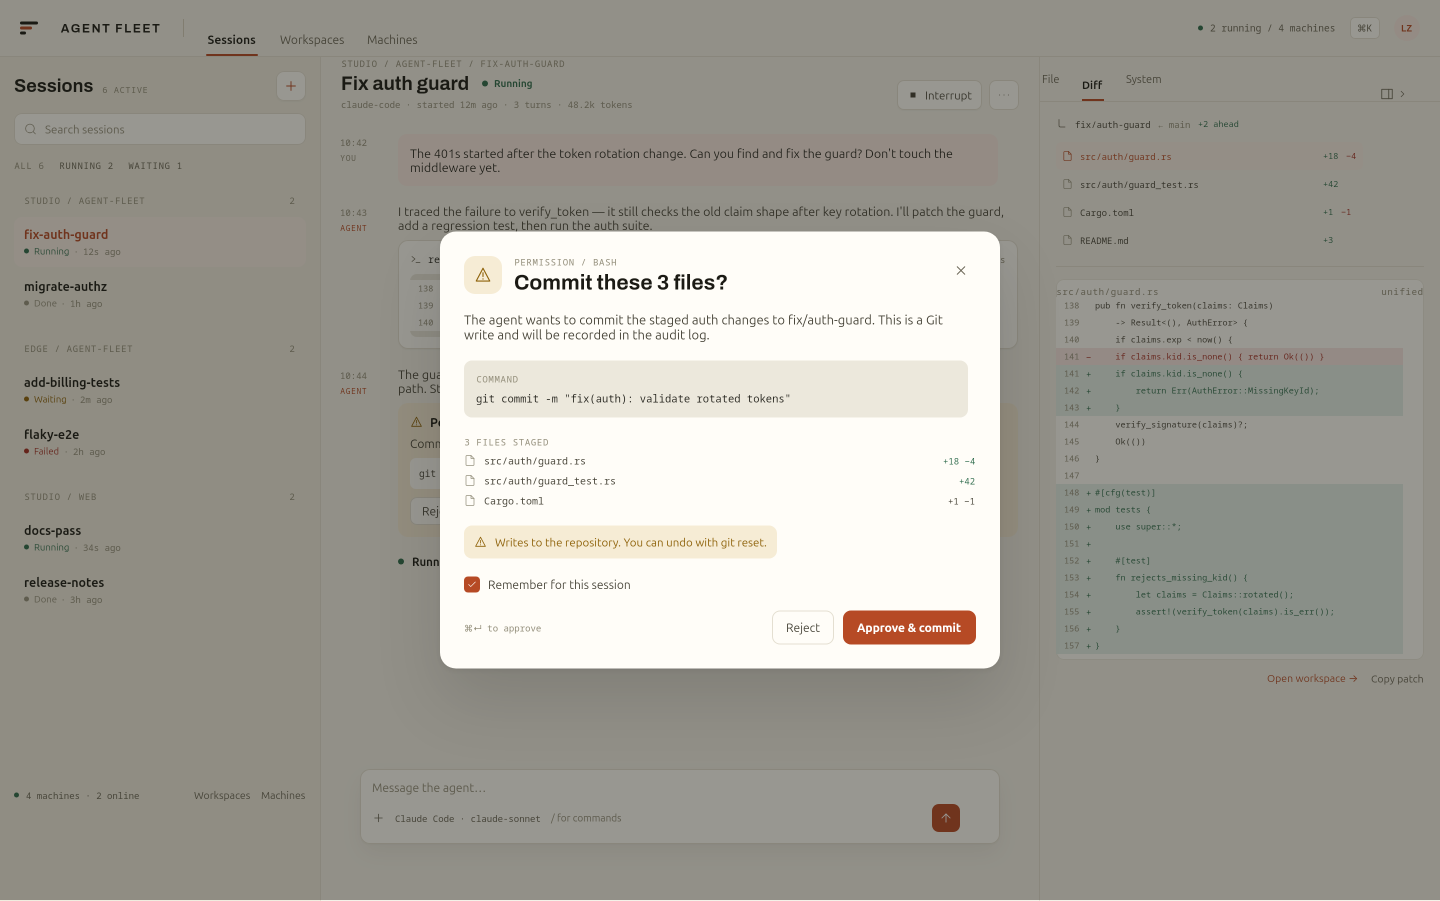 AGENT FLEET
Sessions Workspaces Machines
2 running / 4 machines
⌘K
LZ
Sessions 6 ACTIVE
+
Search sessions
ALL 6 RUNNING 2 WAITING 1
STUDIO / AGENT-FLEET 2
fix-auth-guard
Running · 12s ago
migrate-authz
Done · 1h ago
EDGE / AGENT-FLEET 2
add-billing-tests
Waiting · 2m ago
flaky-e2e
Failed · 2h ago
STUDIO / WEB 2
docs-pass
Running · 34s ago
release-notes
Done · 3h ago
4 machines · 2 online Workspaces Machines
STUDIO / AGENT-FLEET / FIX-AUTH-GUARD
Fix auth guard Running
claude-code · started 12m ago · 3 turns · 48.2k tokens
Interrupt ···
10:42
YOU
The 401s started after the token rotation change. Can you find and fix the guard? Don't touch the
middleware yet.
10:43
AGENT
I traced the failure to verify_token — it still checks the old claim shape after key rotation. I'll patch the guard,
add a regression test, then run the auth suite.
138
139
140
10:44
AGENT
The gua
path. St
Comm
git
Rej
Runn
PERMISSION / BASH
Commit these 3 files?
The agent wants to commit the staged auth changes to fix/auth-guard. This is a Git
write and will be recorded in the audit log.
COMMAND
git commit -m "fix(auth): validate rotated tokens"
3 FILES STAGED
src/auth/guard.rs +18 −4
src/auth/guard_test.rs +42
Cargo.toml +1 −1
Writes to the repository. You can undo with git reset.
Remember for this session
⌘↵ to approve
Reject
Approve & commit
Message the agent…
+ Claude Code · claude-sonnet / for commands
File Diff System
fix/auth-guard ← main +2 ahead
src/auth/guard.rs +18 −4
src/auth/guard_test.rs +42
Cargo.toml +1 −1
README.md +3
src/auth/guard.rs unified
138 pub fn verify_token(claims: Claims)
139 -> Result<(), AuthError> {
140 if claims.exp < now() {
141 − if claims.kid.is_none() { return Ok(()) }
141 + if claims.kid.is_none() {
142 + return Err(AuthError::MissingKeyId);
143 + }
144 verify_signature(claims)?;
145 Ok(())
146 }
147
148 + #[cfg(test)]
149 + mod tests {
150 + use super::*;
151 +
152 + #[test]
153 + fn rejects_missing_kid() {
154 + let claims = Claims::rotated();
155 + assert!(verify_token(claims).is_err());
156 + }
157 + }
Open workspace → Copy patch